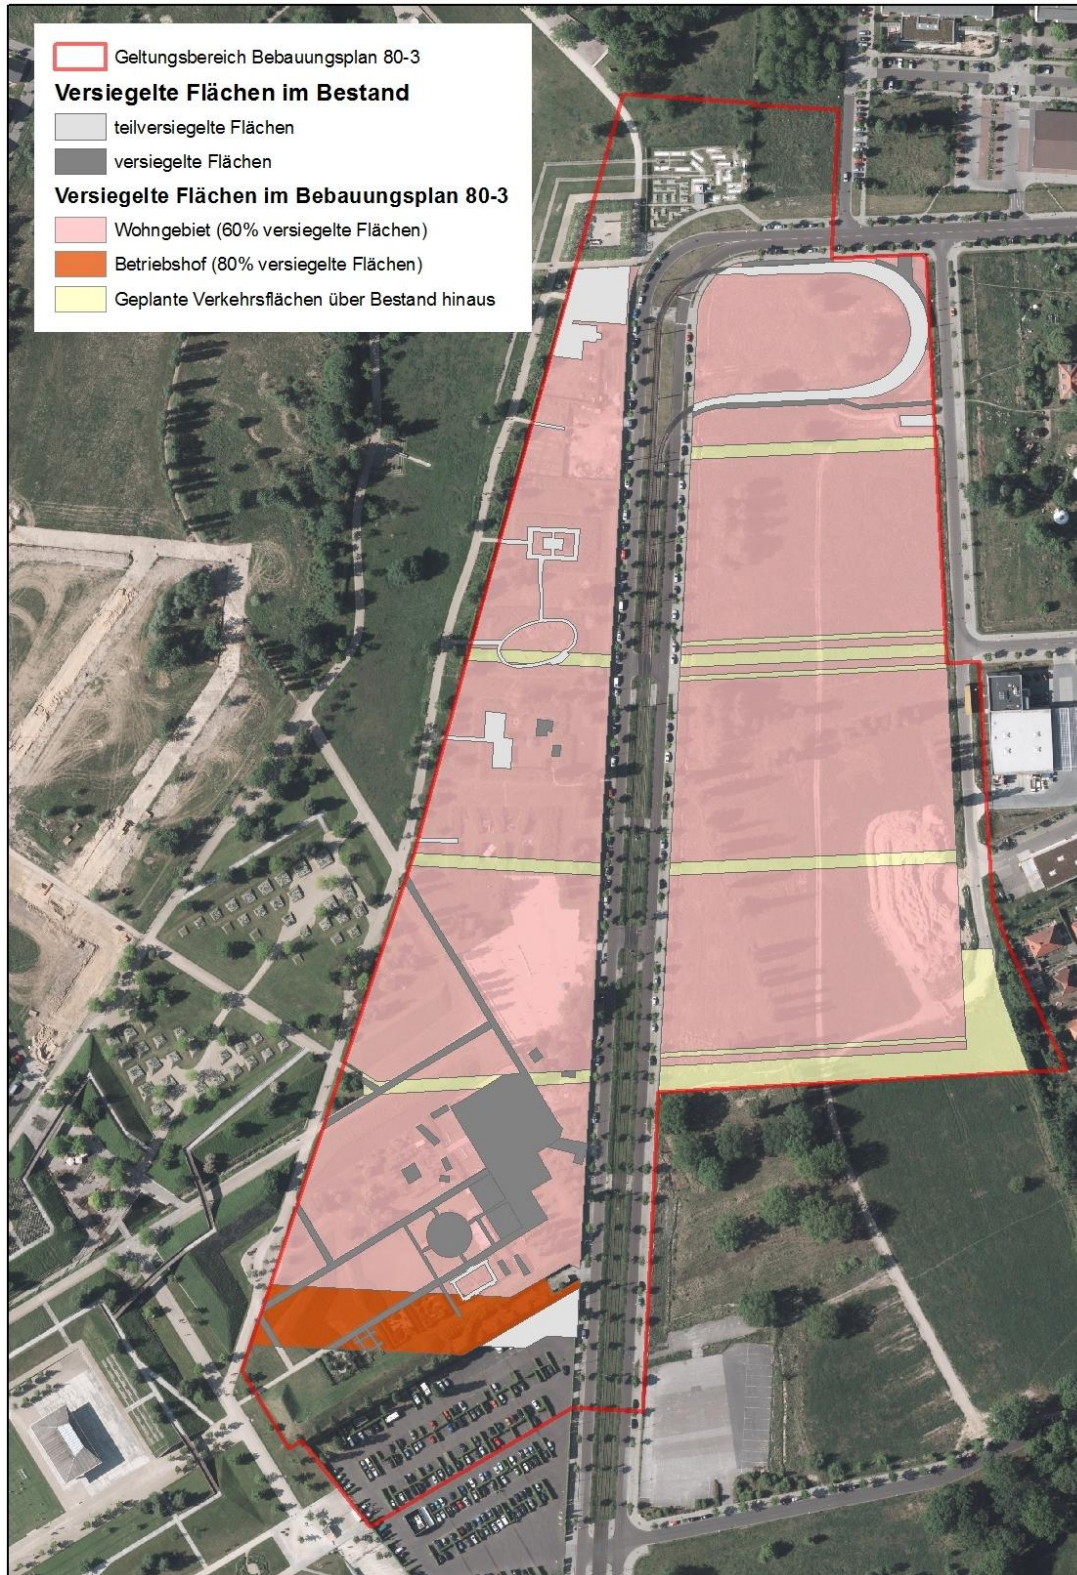 Geltungsbereich Bebauungsplan 80-3
Versiegelte Flächen im Bestand
teilversiegelte Flächen
versiegelte Flächen
Versiegelte Flächen im Bebauungsplan 80-3
Wohngebiet (60% versiegelte Flächen)
Betriebshof (80% versiegelte Flächen)
Geplante Verkehrsflächen über Bestand hinaus